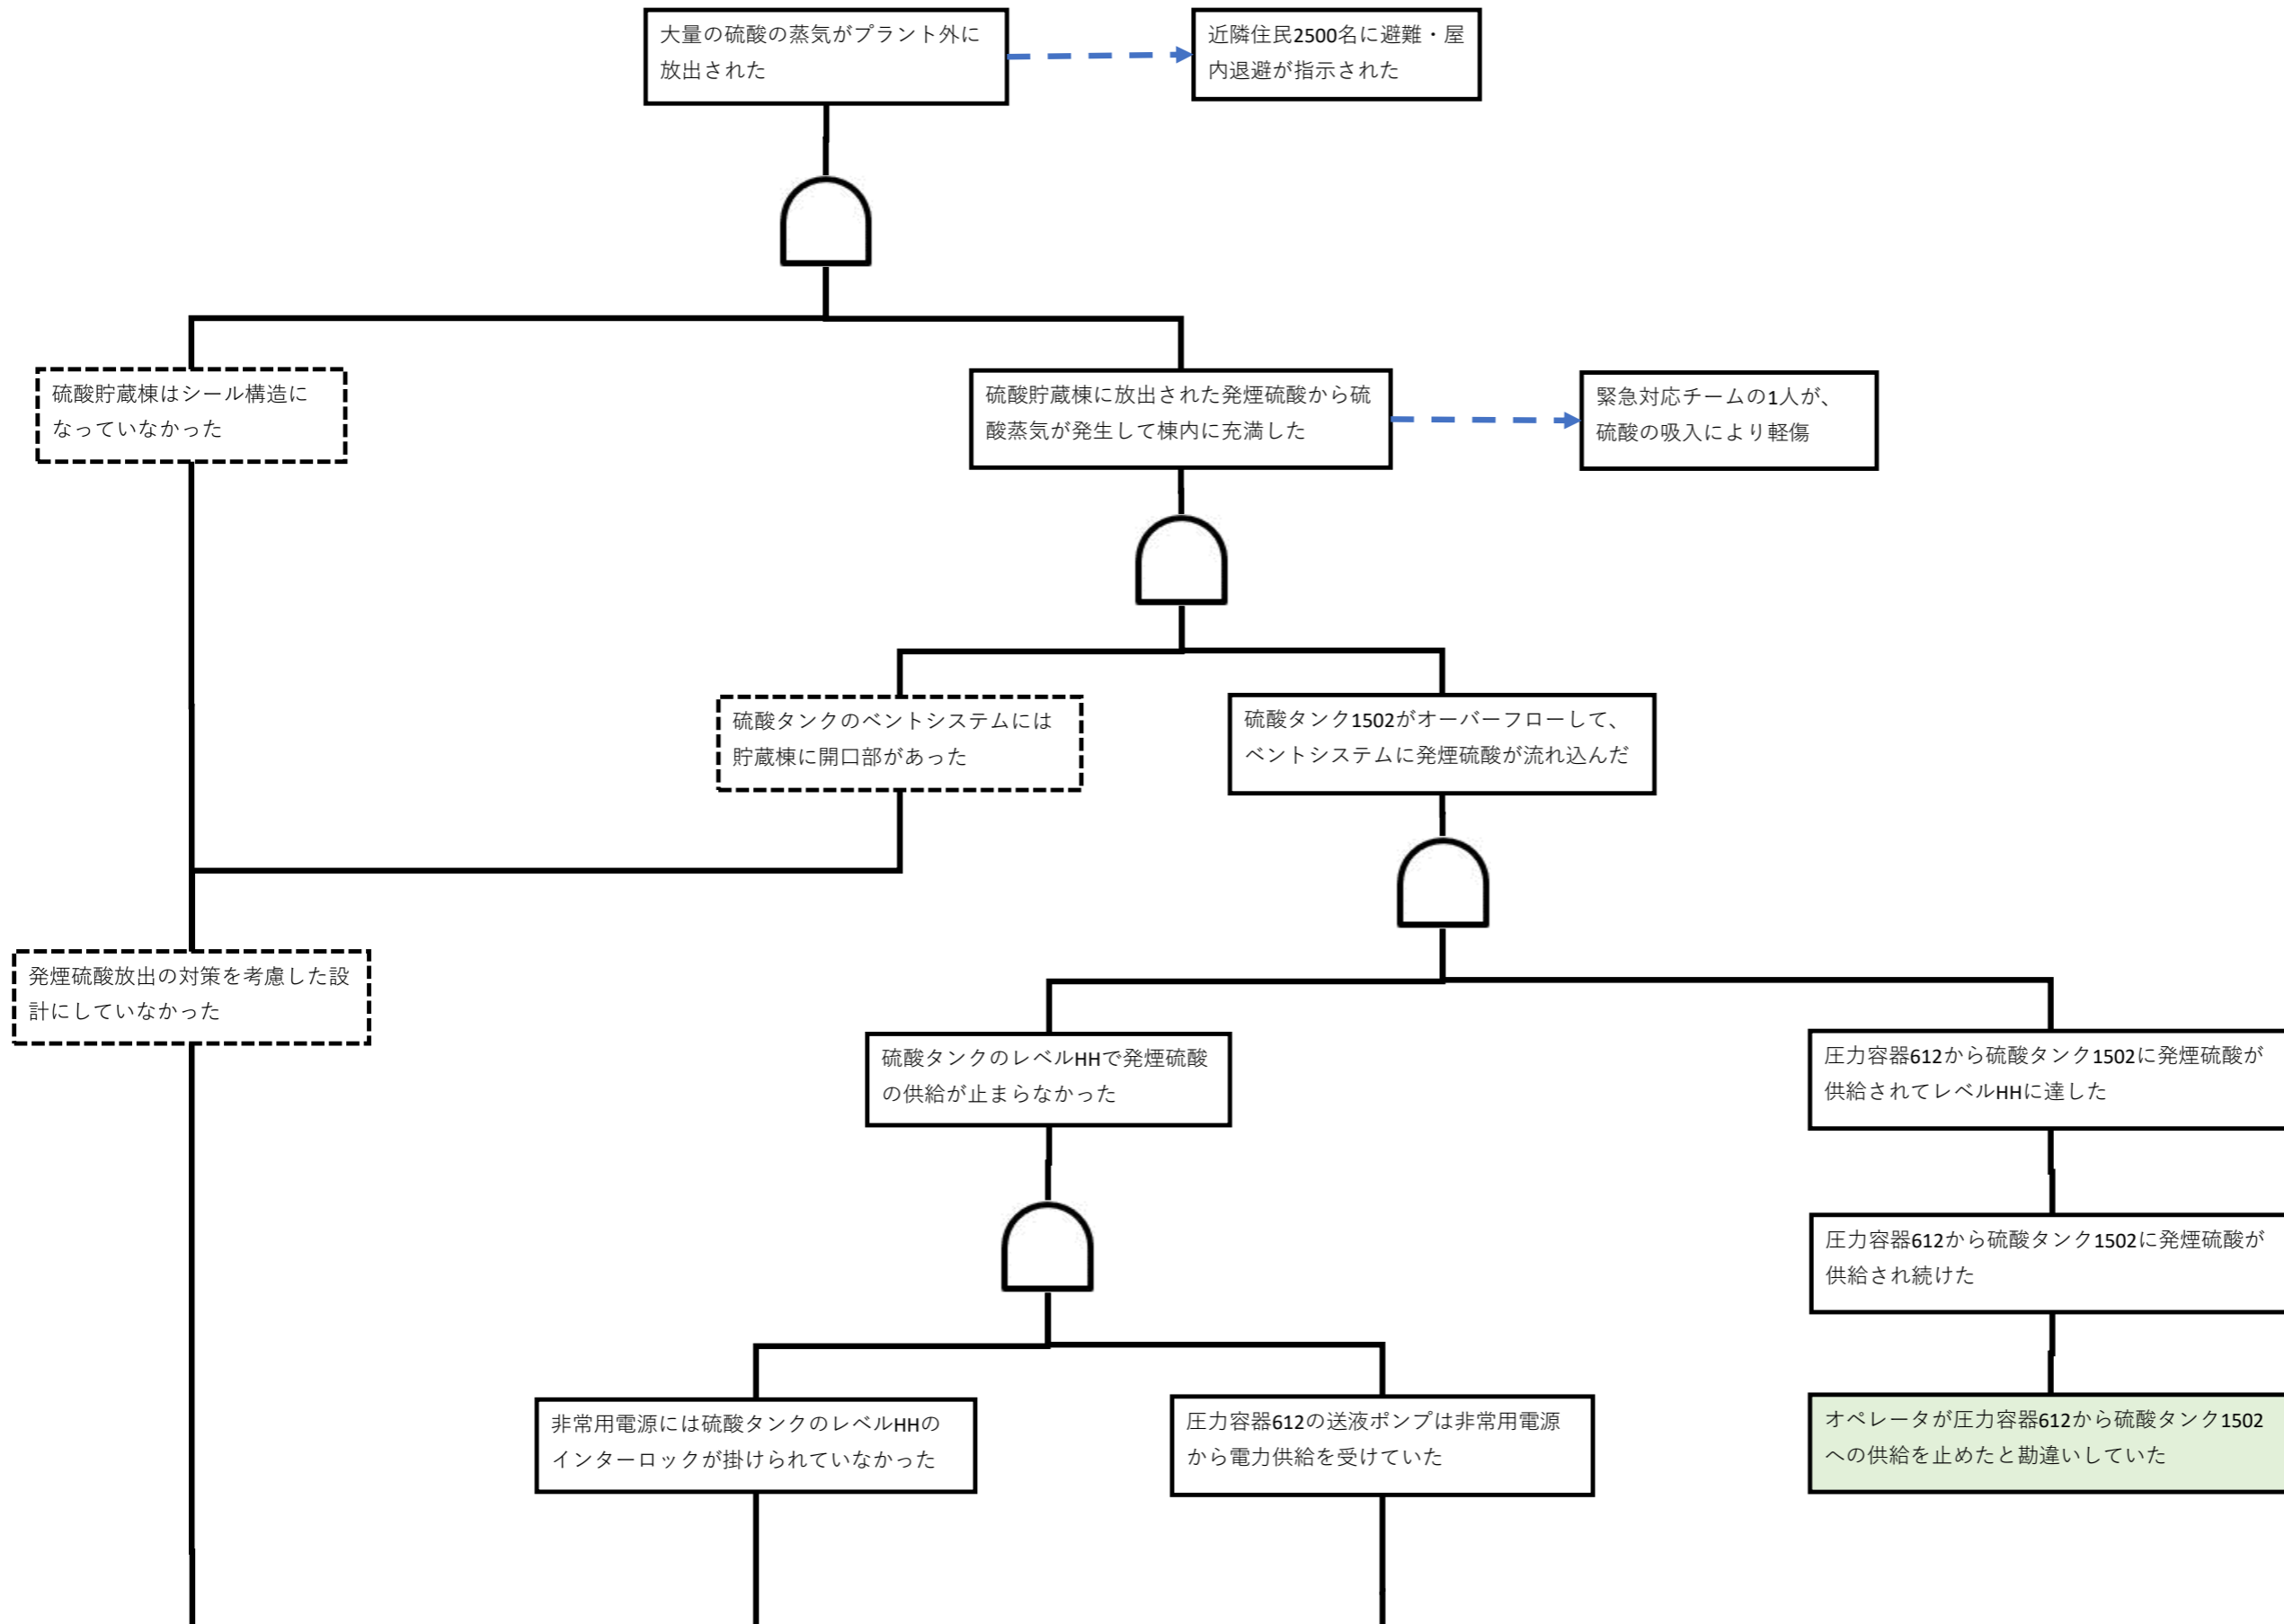 大量の硫酸の蒸気がプラント外に
放出された
近隣住民2500名に避難・屋
内退避が指示された
硫酸貯蔵棟はシール構造に
なっていなかった
硫酸貯蔵棟に放出された発煙硫酸から硫
酸蒸気が発生して棟内に充満した
緊急対応チームの1人が、
硫酸の吸入により軽傷
硫酸タンクのベントシステムには
貯蔵棟に開口部があった
硫酸タンク1502がオーバーフローして、
ベントシステムに発煙硫酸が流れ込んだ
発煙硫酸放出の対策を考慮した設
計にしていなかった
硫酸タンクのレベルHHで発煙硫酸
の供給が止まらなかった
圧力容器612から硫酸タンク1502に発煙硫酸が
供給されてレベルHHに達した
圧力容器612から硫酸タンク1502に発煙硫酸が
供給され続けた
非常用電源には硫酸タンクのレベルHHの
インターロックが掛けられていなかった
圧力容器612の送液ポンプは非常用電源
から電力供給を受けていた
オペレータが圧力容器612から硫酸タンク1502
への供給を止めたと勘違いしていた